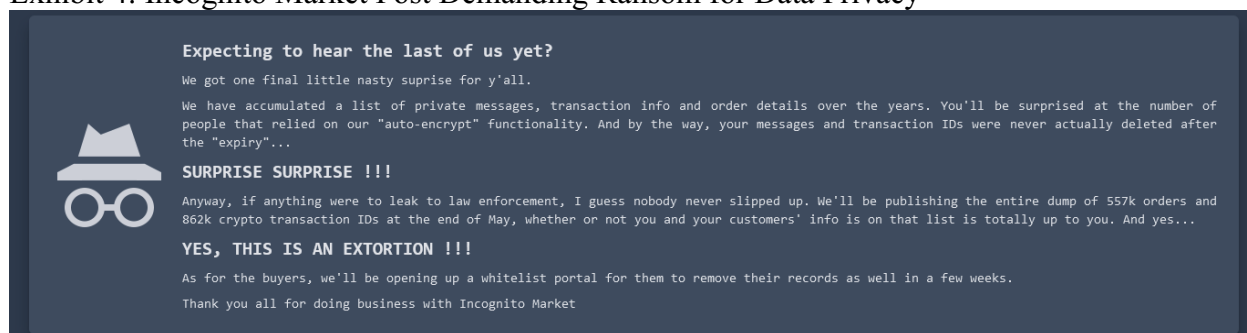 Exhibit 4: Incognito Market Post Demanding Ransom for Data Privacy
Expecting to hear the last of us yet?
We got one final little nasty suprise for y'all.
We have accumulated a list of private messages, transaction info and order details over the years. You'll be surprised at the number of
people that relied on our "auto-encrypt" functionality. And by the way, your messages and transaction IDs were never actually deleted after
the "expiry"...
SURPRISE SURPRISE !!!
Anyway, if anything were to leak to law enforcement, I guess nobody never slipped up. We'll be publishing the entire dump of 557k orders and
862k crypto transaction IDs at the end of May, whether or not you and your customers' info is on that list is totally up to you. And yes...
YES, THIS IS AN EXTORTION !!!
As for the buyers, we'll be opening up a whitelist portal for them to remove their records as well in a few weeks.
Thank you all for doing business with Incognito Market